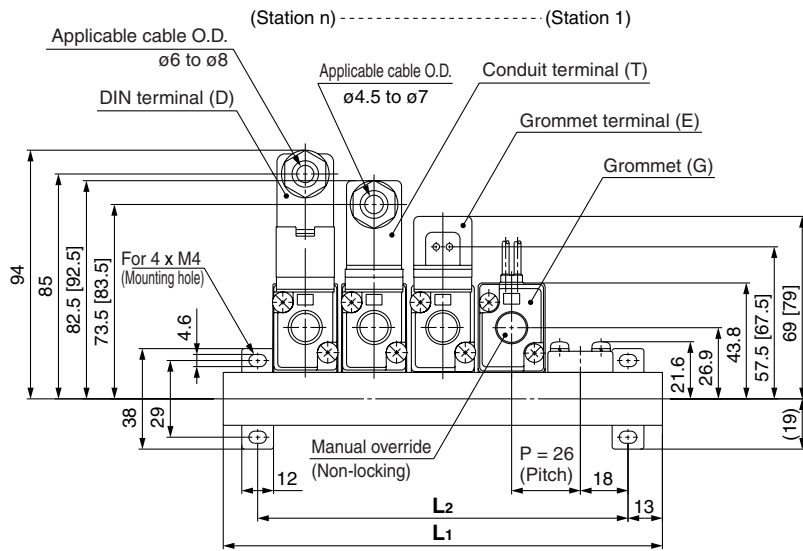 (Station n) (Station 1)
Applicable cable O.D.
ø6 to ø8
DIN terminal (D)
Applicable cable O.D.
ø4.5 to ø7
Conduit terminal (T)
Grommet terminal (E)
Grommet (G)
For 4 x M4
(Mounting hole)
94
85
82.5 [92.5]
73.5 [83.5]
4.6
38
29
12
Manual override
(Non-locking)
P = 26
(Pitch)
18
13
21.6
26.9
43.8
57.5 [67.5]
69 [79]
(19)
L2
L1